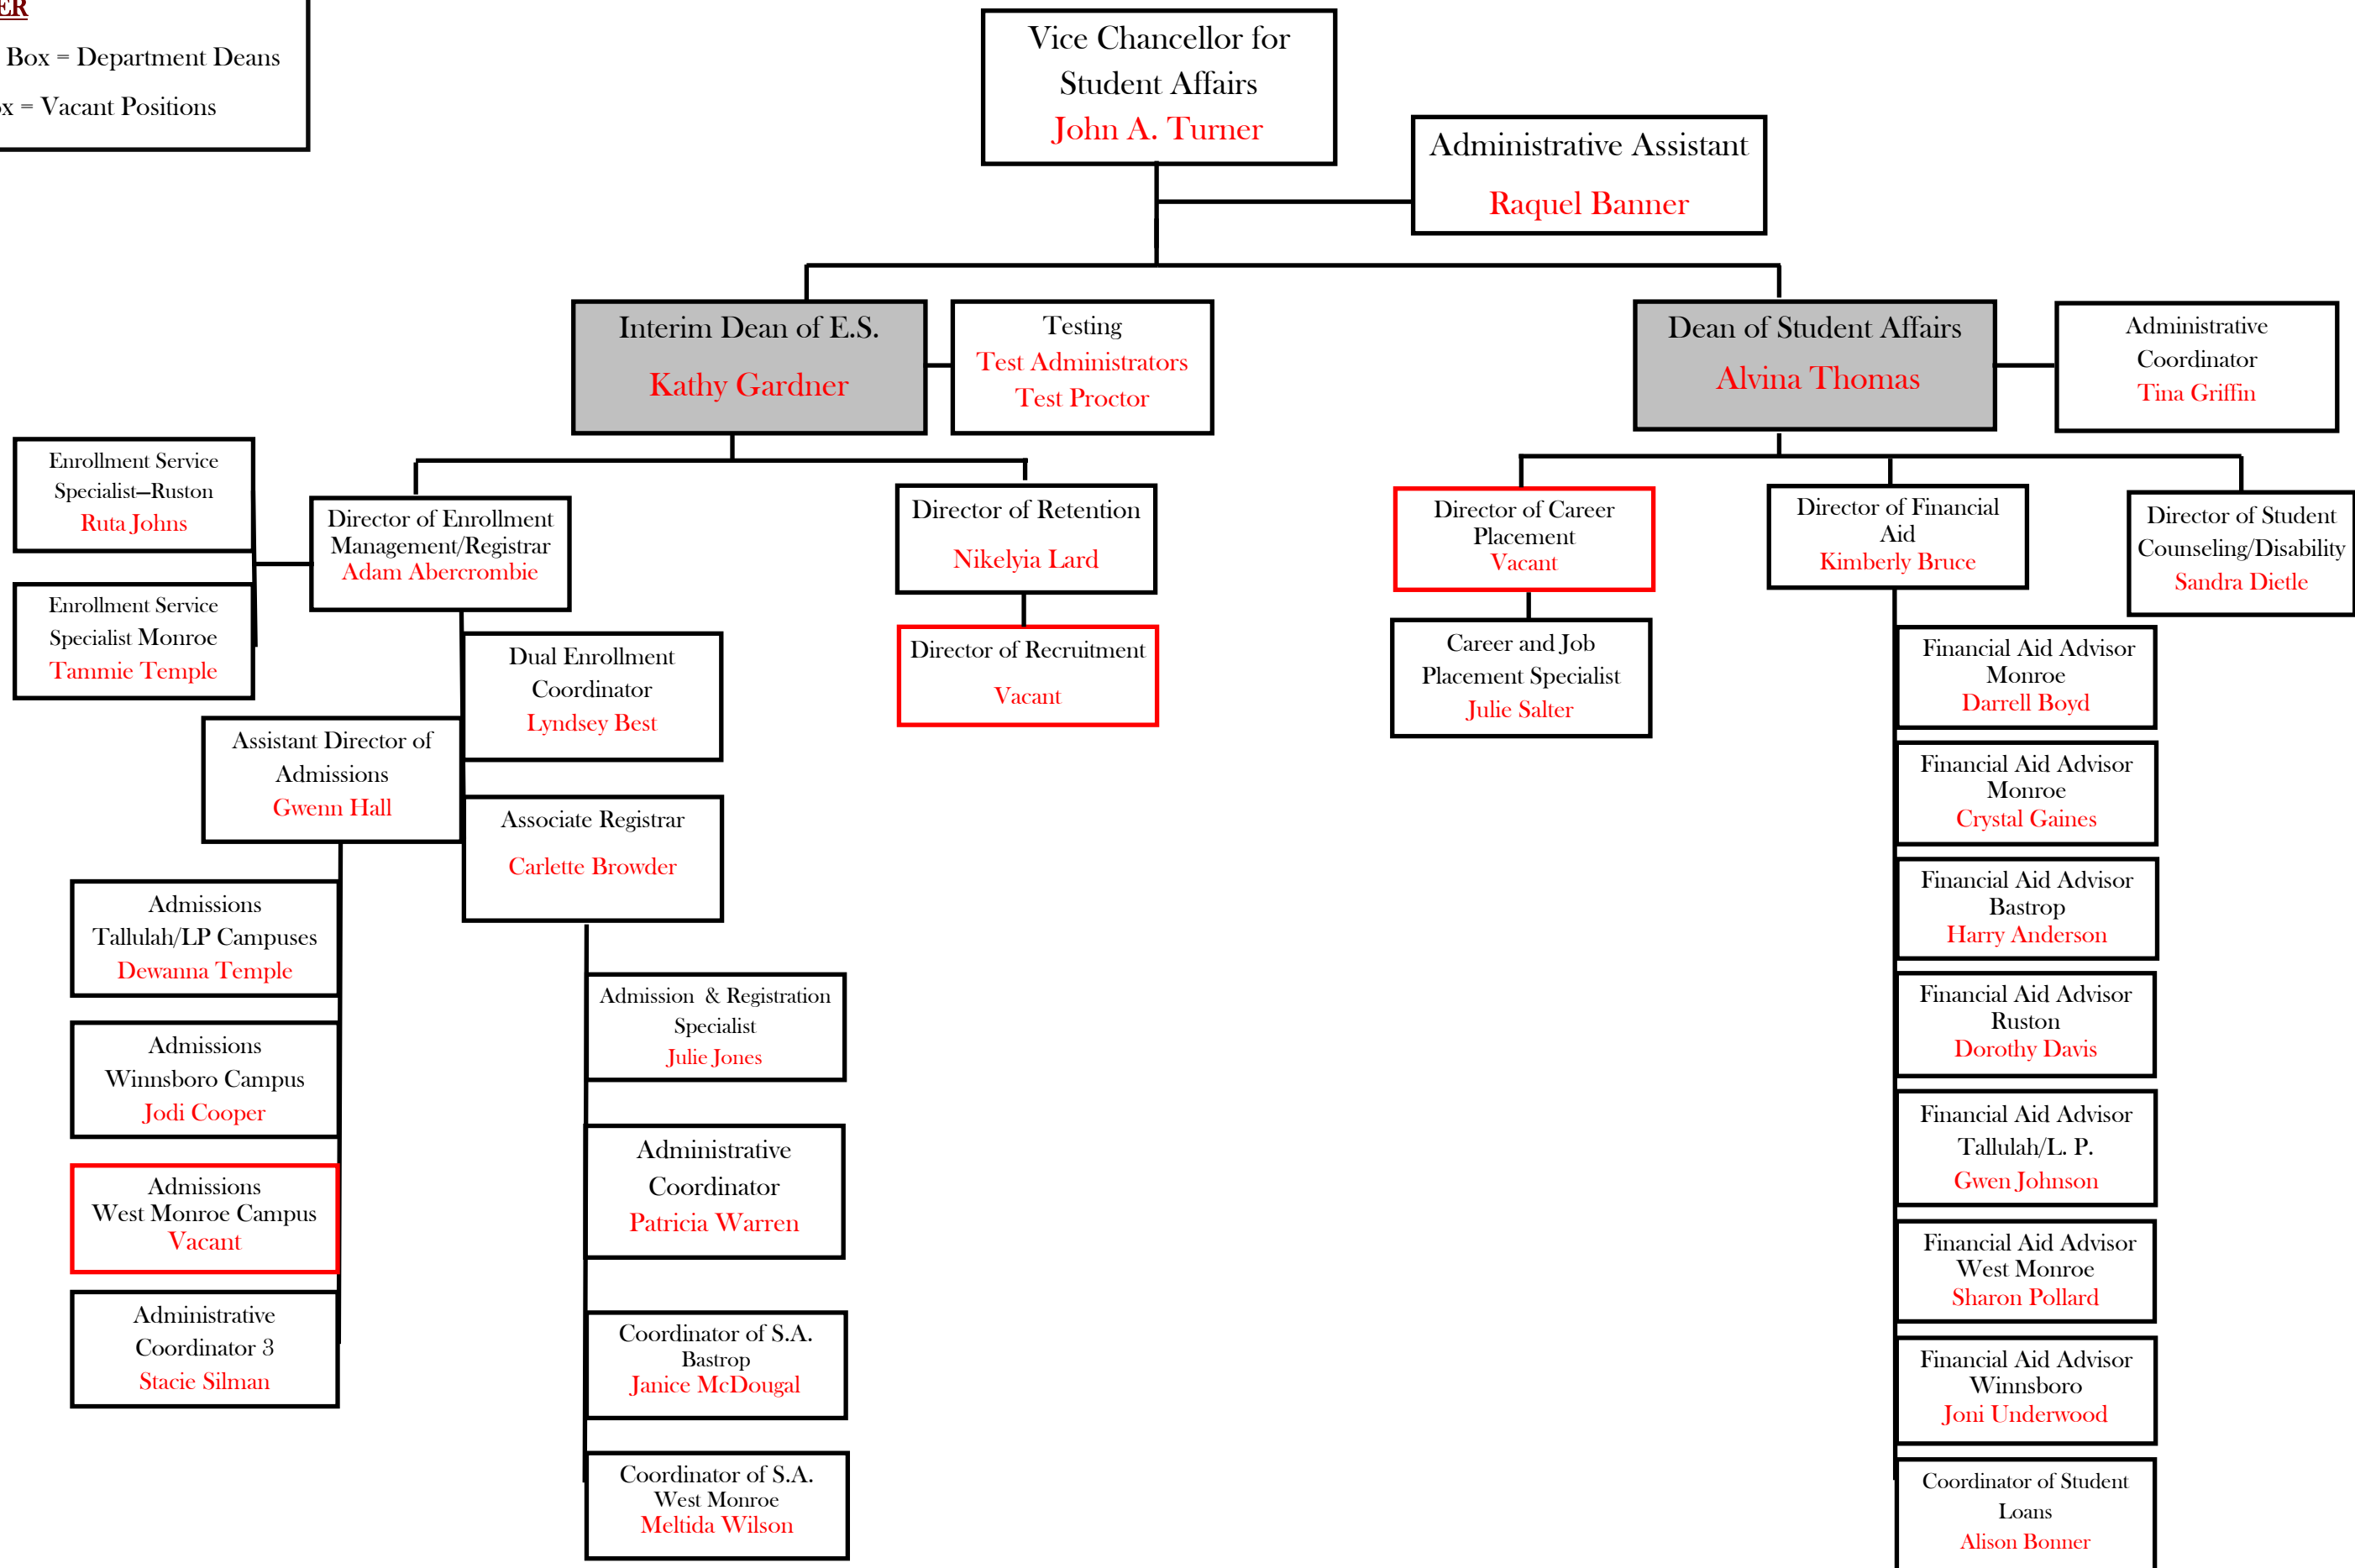 Box = Department Deans
= Vacant Positions
Vice Chancellor for
Student Affairs
John A. Turner
Administrative Assistant
Raquel Banner
Interim Dean of E.S.
Kathy Gardner
Testing
Test Administrators
Test Proctor
Dean of Student Affairs
Alvina Thomas
Administrative
Coordinator
Tina Griffin
Enrollment Service
Specialist—Ruston
Ruta Johns
Enrollment Service
Specialist Monroe
Tammie Temple
Director of Enrollment
Management/Registrar
Adam Abercrombie
Director of Retention
Nikelyia Lard
Director of Recruitment
Vacant
Director of Career
Placement
Vacant
Career and Job
Placement Specialist
Julie Salter
Director of Financial
Aid
Kimberly Bruce
Director of Student
Counseling/Disability
Sandra Dietle
Dual Enrollment
Coordinator
Lyndsey Best
Assistant Director of
Admissions
Gwenn Hall
Associate Registrar
Carlette Browder
Admissions
Tallulah/LP Campuses
Dewanna Temple
Admissions
Winnsboro Campus
Jodi Cooper
Admissions
West Monroe Campus
Vacant
Administrative
Coordinator 3
Stacie Silman
Admission & Registration
Specialist
Julie Jones
Administrative
Coordinator
Patricia Warren
Coordinator of S.A.
Bastrop
Janice McDougal
Coordinator of S.A.
West Monroe
Meltida Wilson
Financial Aid Advisor
Monroe
Darrell Boyd
Financial Aid Advisor
Monroe
Crystal Gaines
Financial Aid Advisor
Bastrop
Harry Anderson
Financial Aid Advisor
Ruston
Dorothy Davis
Financial Aid Advisor
Tallulah/L. P.
Gwen Johnson
Financial Aid Advisor
West Monroe
Sharon Pollard
Financial Aid Advisor
Winnsboro
Joni Underwood
Coordinator of Student
Loans
Alison Bonner